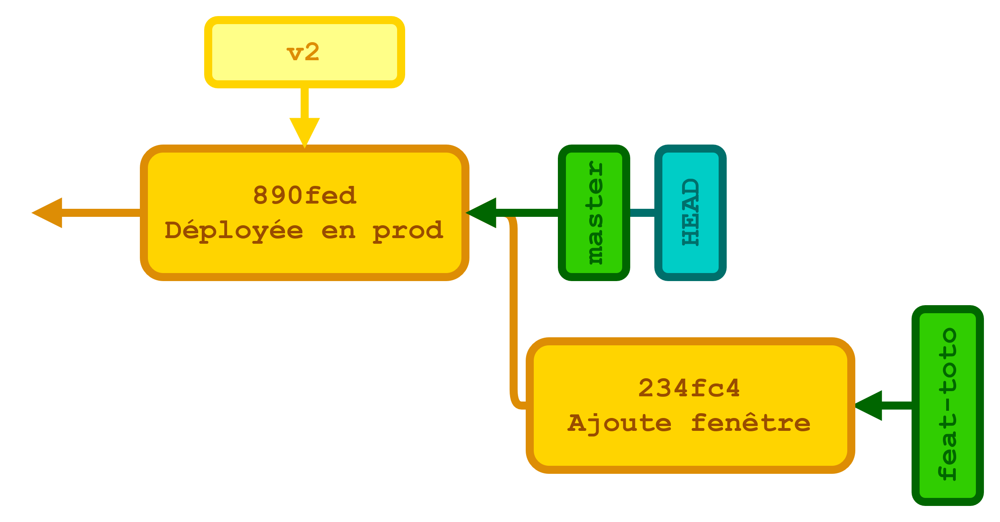 v2
890fed
Déployée en prod
master
HEAD
234fc4
Ajoute fenêtre
feat-toto